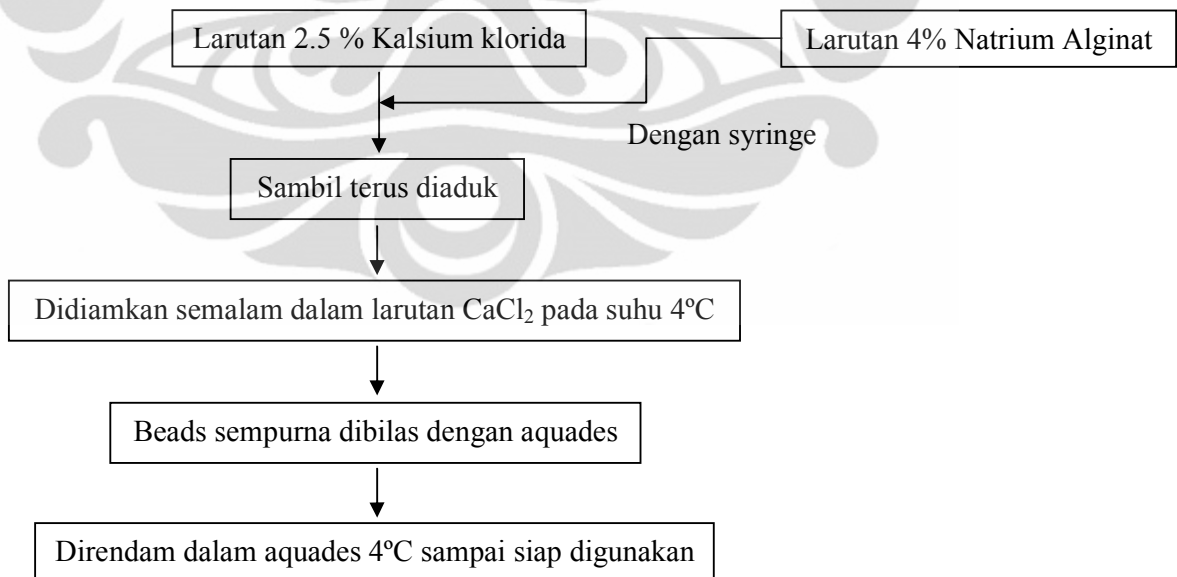 Larutan 2.5 % Kalsium klorida
Larutan 4% Natrium Alginat
Dengan syringe
Sambil terus diaduk
Didiamkan semalam dalam larutan CaCl₂ pada suhu 4ºC
Beads sempurna dibilas dengan aquades
Direndam dalam aquades 4ºC sampai siap digunakan